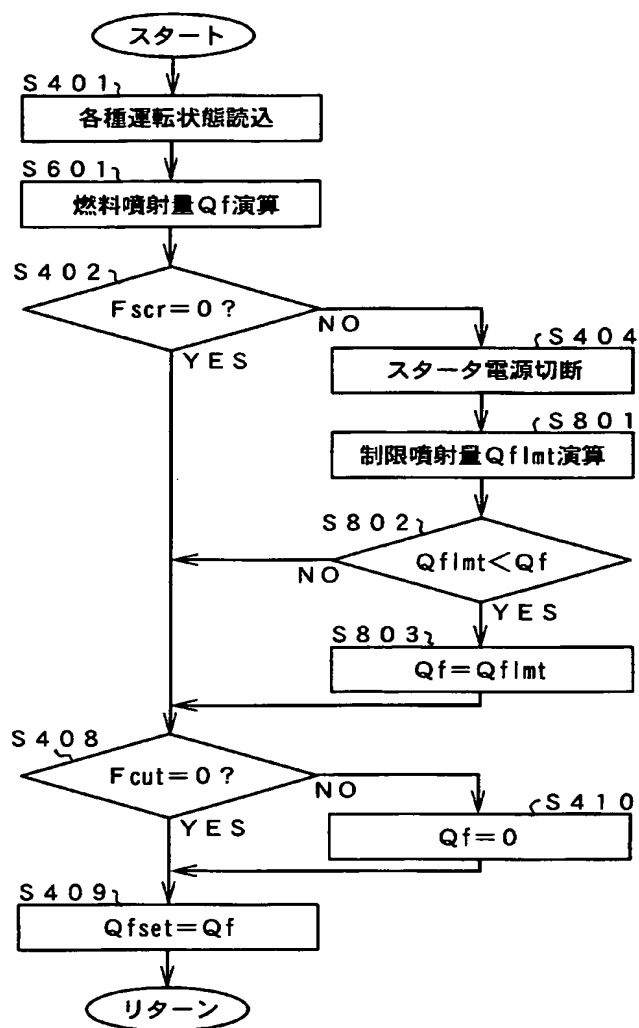 スタート
S401
各種運転状態読込
S601
燃料噴射量Qf演算
S402
Fscr=0?
NO
YES
S404
スタータ電源切断
S801
制限噴射量Qflmt演算
S802
Qflmt<Qf
NO
YES
S803
Qf=Qflmt
S408
Fcut=0?
NO
YES
S410
Qf=0
S409
Qfset=Qf
リターン